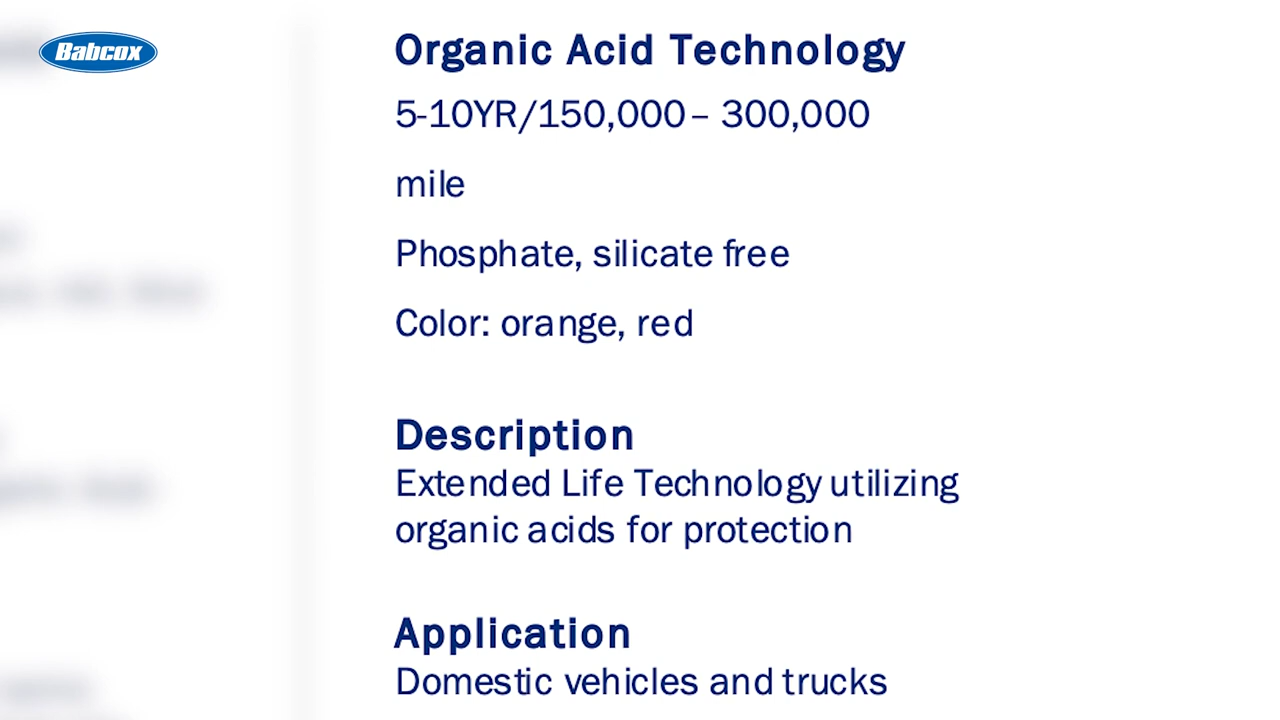 Babcox
Organic Acid Technology
5-10YR/150,000 – 300,000
mile
Phosphate, silicate free
Color: orange, red
Description
Extended Life Technology utilizing
organic acids for protection
Application
Domestic vehicles and trucks